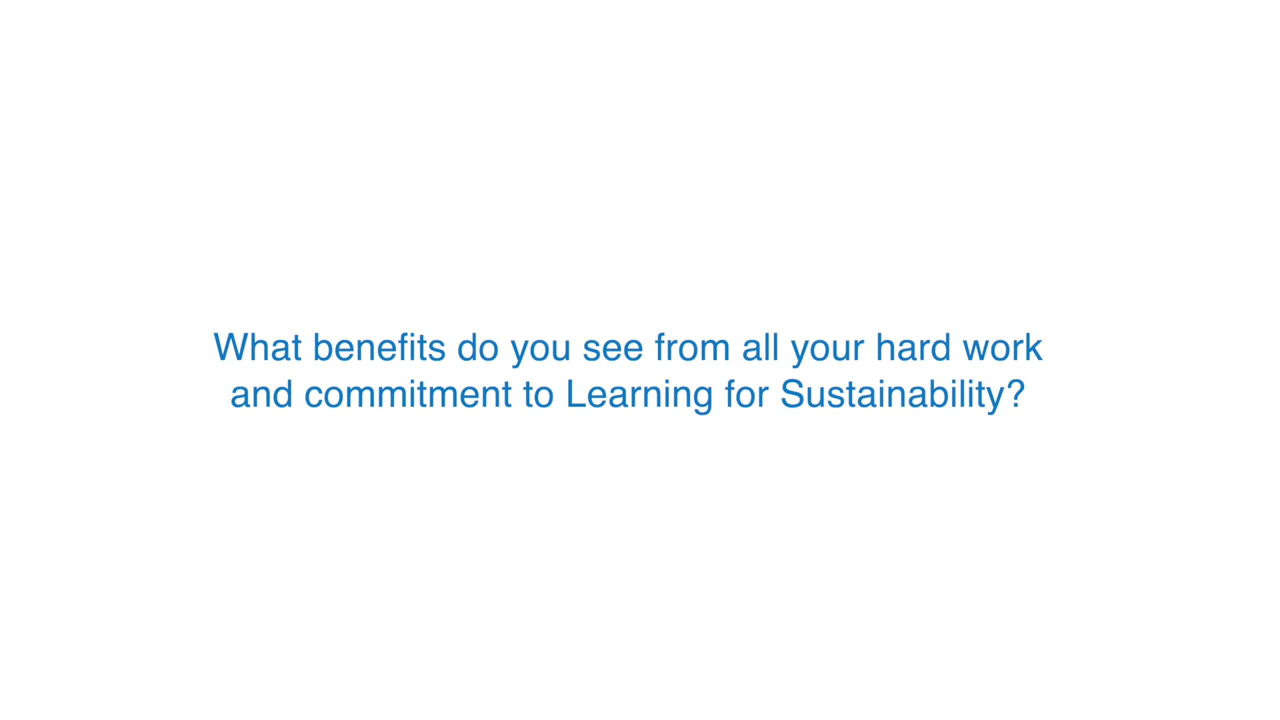 What benefits do you see from all your hard work
and commitment to Learning for Sustainability?